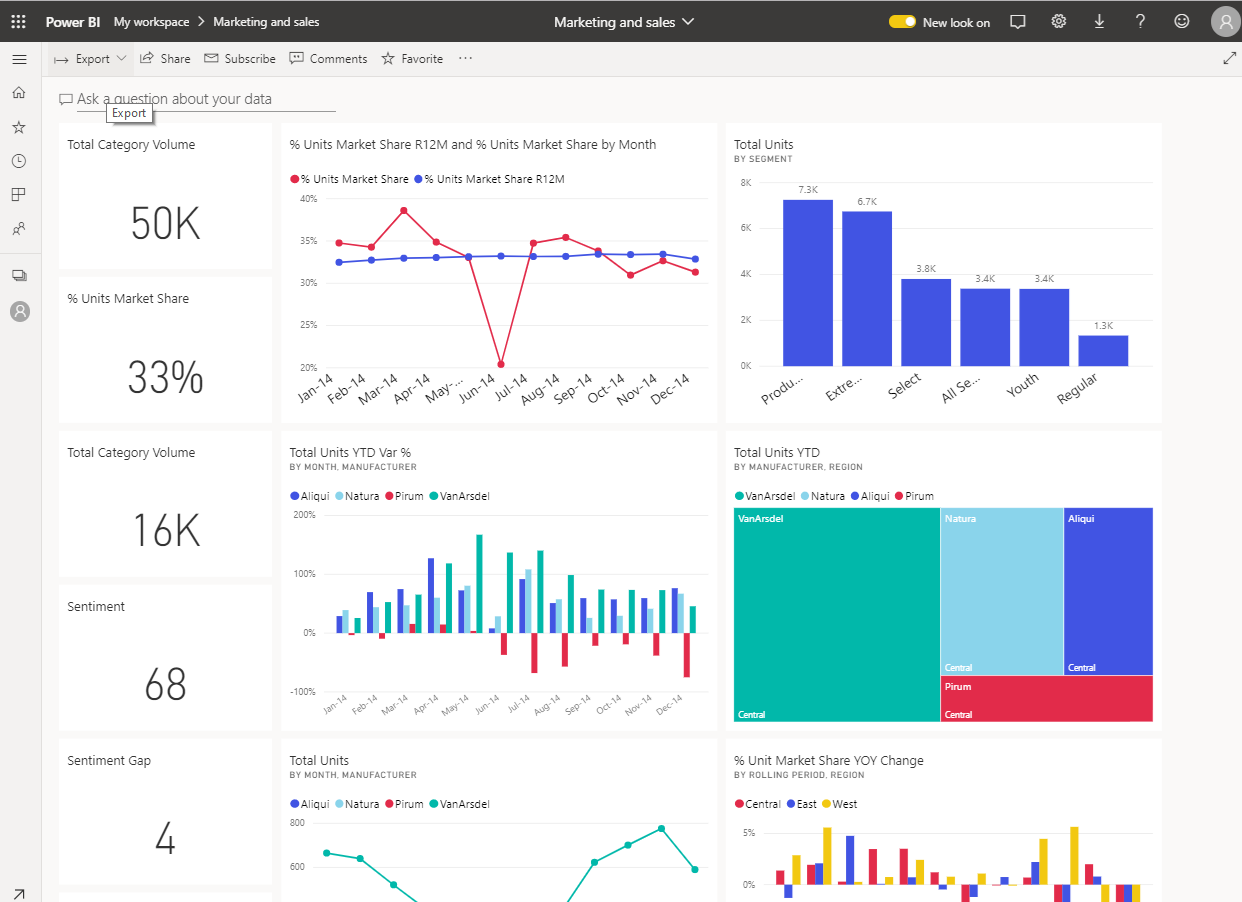 Power BI My workspace Marketing and sales
Marketing and sales
New look on
Export Share Subscribe Comments Favorite ...
Ask a question about your data
Export
Total Category Volume
50K
% Units Market Share
33%
Total Category Volume
16K
Sentiment
68
Sentiment Gap
4
% Units Market Share R12M and % Units Market Share by Month
% Units Market Share % Units Market Share R12M
40%
35%
30%
25%
20%
Jan-14 Feb-14 Mar-14 Apr-14 May-... Jun-14 Jul-14 Aug-14 Sep-14 Oct-14 Nov-14 Dec-14
Total Units
BY SEGMENT
8K
6K
4K
2K
0K
7.3K 6.7K 3.8K 3.4K 3.4K 1.3K
Produ... Extre... Select All Se... Youth Regular
Total Units YTD Var %
BY MONTH, MANUFACTURER
Aliqui Natura Pirum VanArsdel
200%
100%
0%
-100%
Jan-14 Feb-14 Mar-14 Apr-14 May-14 Jun-14 Jul-14 Aug-14 Sep-14 Oct-14 Nov-14 Dec-14
Total Units YTD
BY MANUFACTURER, REGION
VanArsdel Natura Aliqui Pirum
VanArsdel Natura Aliqui
Central Central
Pirum
Central Central
Total Units
BY MONTH, MANUFACTURER
Aliqui Natura Pirum VanArsdel
800
600
% Unit Market Share YOY Change
BY ROLLING PERIOD, REGION
Central East West
5%
0%